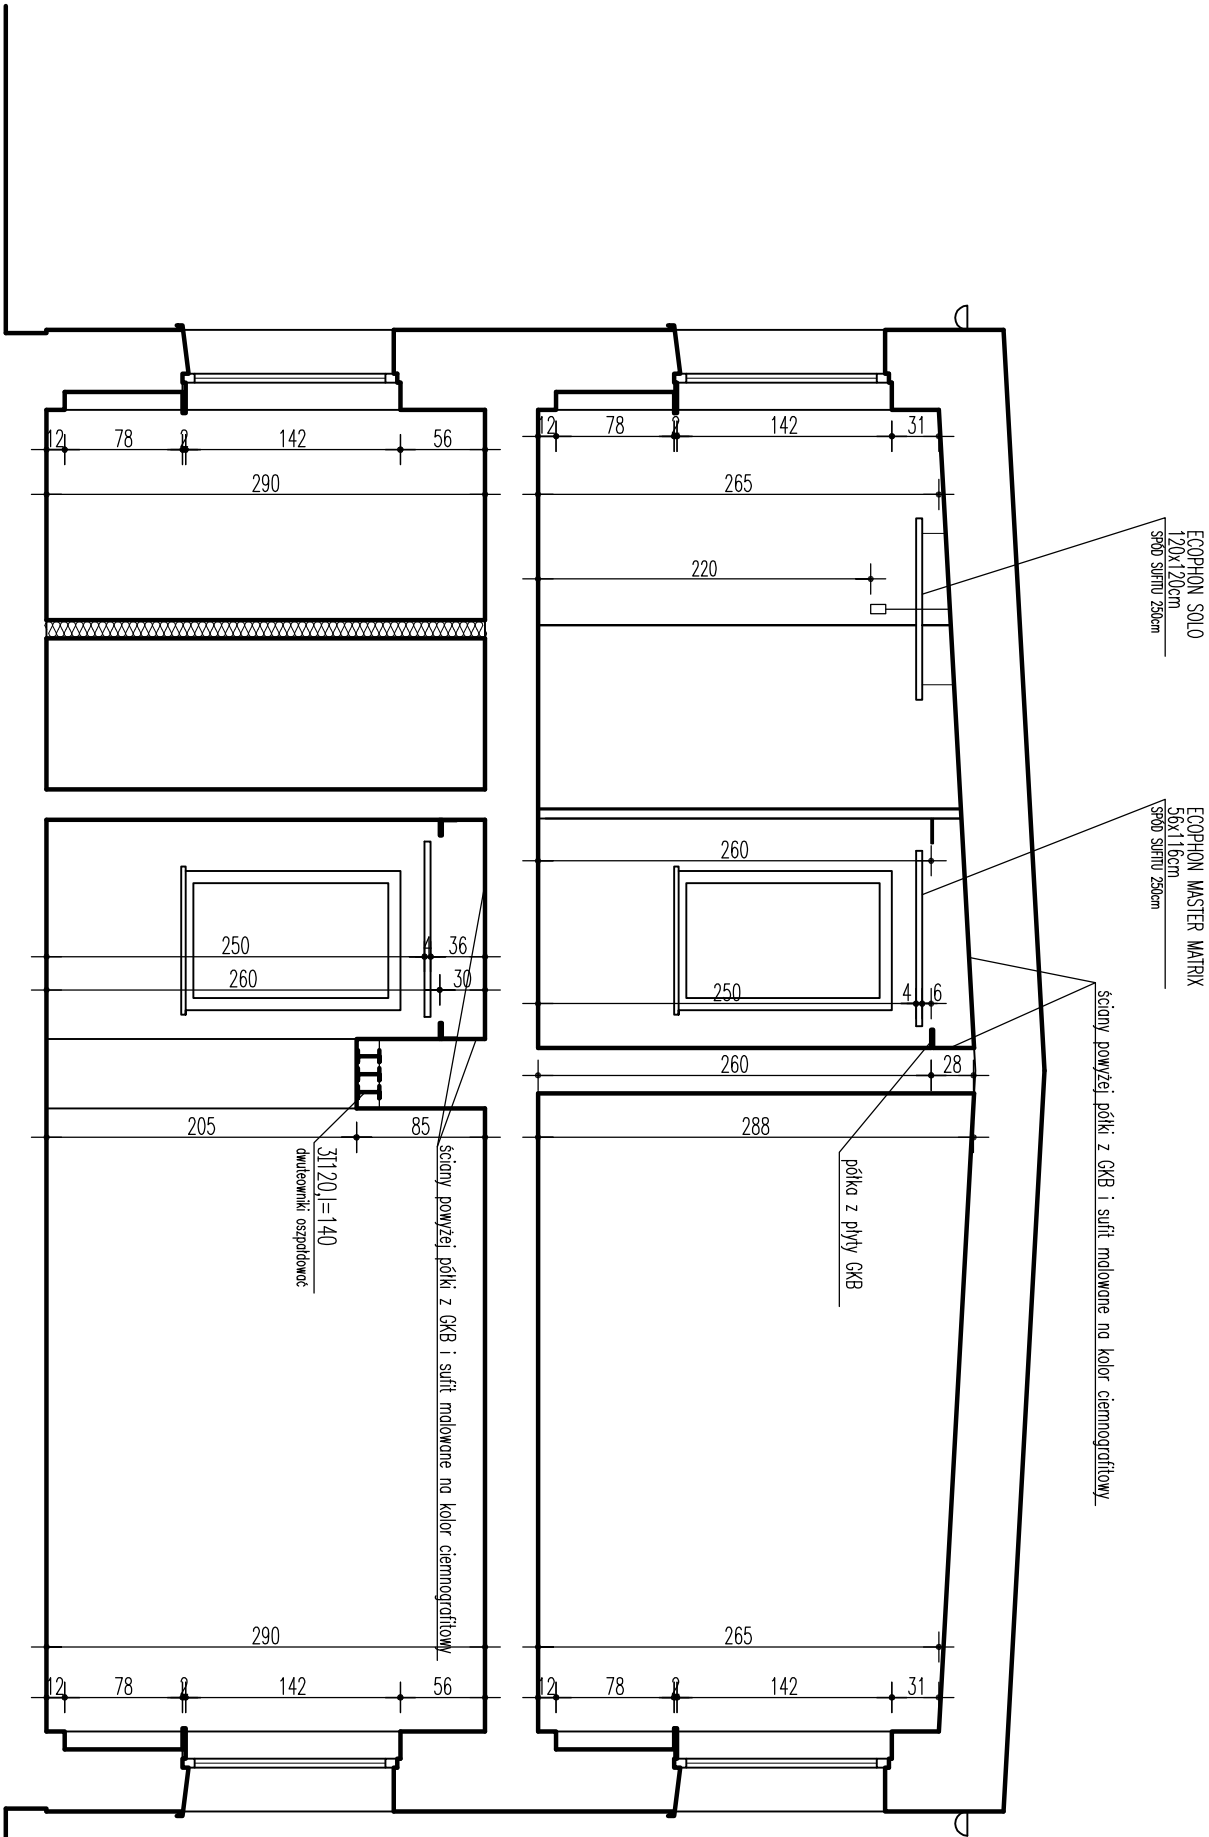 ECOPHON SOLO
120x120cm
SPÓD SUFITU 250cm
ECOPHON MASTER MATRIX
56x116cm
SPÓD SUFITU 250cm
ściany powyżej półki z GKB i sufit malowane na kolor ciemnografitowy
półka z płyty GKB
ściany powyżej półki z GKB i sufit malowane na kolor ciemnografitowy
3I120,l=140
dwuteowniki oszpałdować
12 78 2 142 56
290
12 78 2 142 31
265
220
260
250 4 6
260 28
288
250 4 36
260 30
205 85
290
12 78 2 142 56
265
12 78 2 142 31